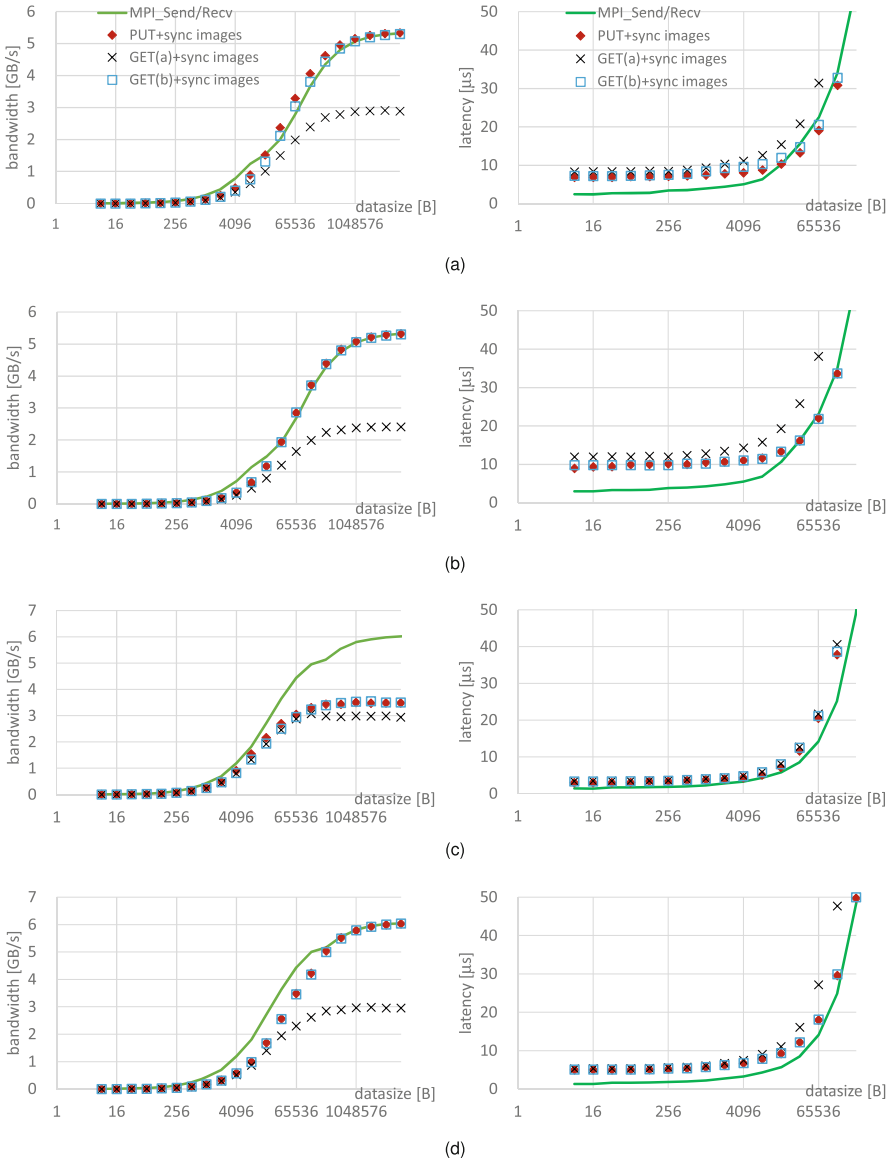 bandwidth [GB/s]
6
5
4
3
2
1
0
MPI_Send/Recv
PUT+sync images
GET(a)+sync images
GET(b)+sync images
datasize [B]
1 16 256 4096 65536 1048576
latency [µs]
50
40
30
20
10
0
MPI_Send/Recv
PUT+sync images
GET(a)+sync images
GET(b)+sync images
datasize [B]
1 16 256 4096 65536
(a)
bandwidth [GB/s]
6
5
4
3
2
1
0
datasize [B]
1 16 256 4096 65536 1048576
latency [µs]
50
40
30
20
10
0
datasize [B]
1 16 256 4096 65536
(b)
bandwidth [GB/s]
7
6
5
4
3
2
1
0
datasize [B]
1 16 256 4096 65536 1048576
latency [µs]
50
40
30
20
10
0
datasize [B]
1 16 256 4096 65536
(c)
bandwidth [GB/s]
7
6
5
4
3
2
1
0
datasize [B]
1 16 256 4096 65536 1048576
latency [µs]
50
40
30
20
10
0
datasize [B]
1 16 256 4096 65536
(d)